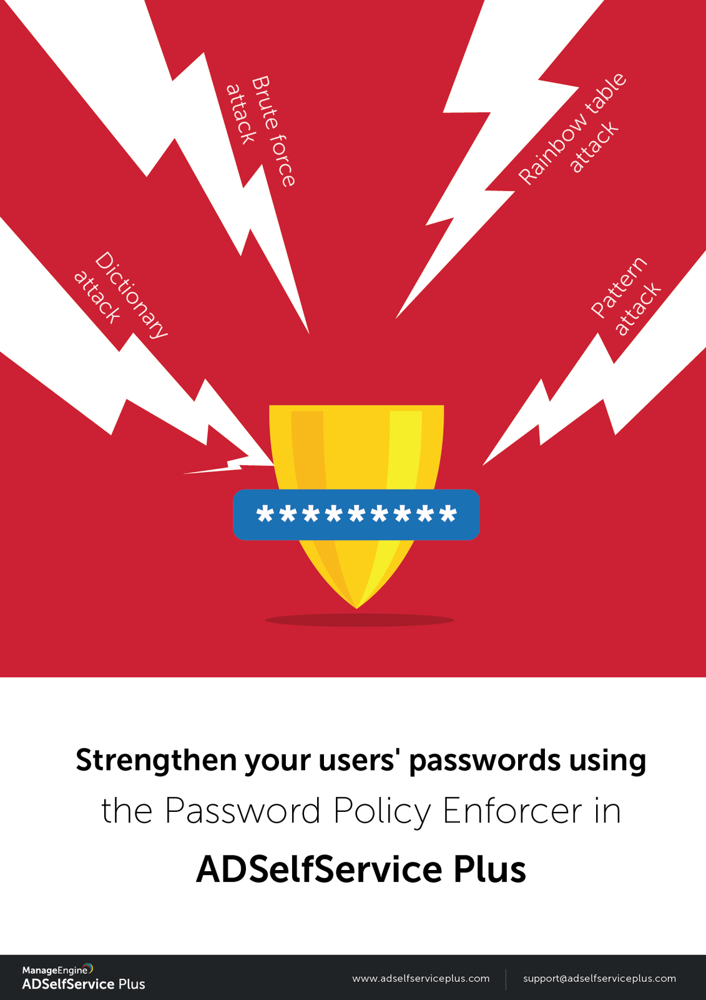 Brute force
attack
Rainbow table
attack
Dictionary
attack
Pattern
attack
*********
Strengthen your users' passwords using
the Password Policy Enforcer in
ADSelfService Plus
ManageEngine
ADSelfService Plus
www.adselfserviceplus.com
support@adselfserviceplus.com